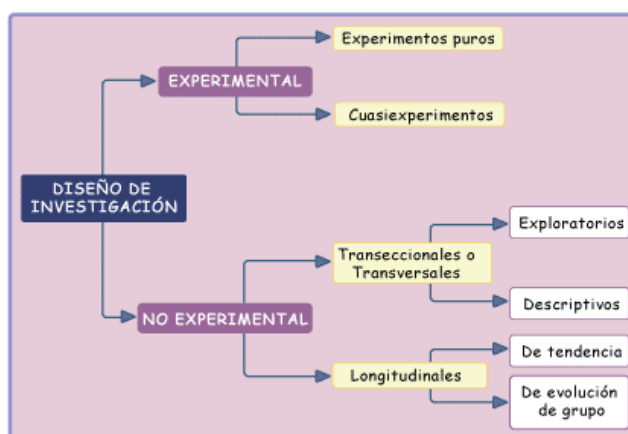 Experimentos puros
EXPERIMENTAL
Cuasiexperimentos
DISEÑO DE
INVESTIGACIÓN
Exploratorios
Transeccionales o
Transversales
Descriptivos
NO EXPERIMENTAL
De tendencia
Longitudinales
De evolución
de grupo